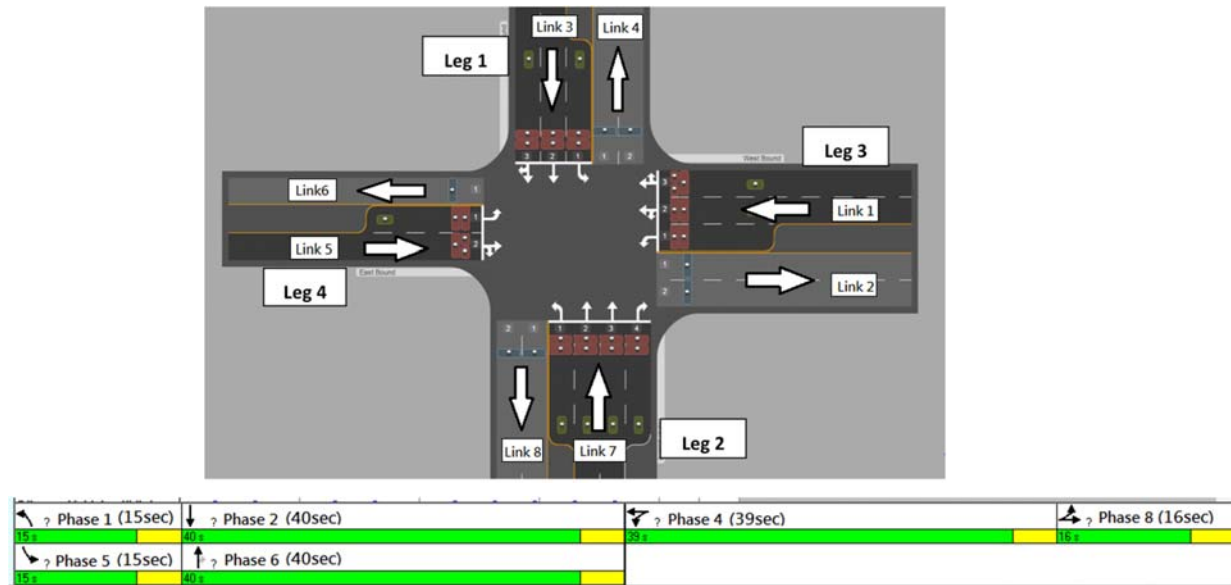 Link 3
Link 4
Leg 1
3 2 1
1 2
West Bound
Leg 3
Link6
1
3
2
Link 1
1
1
Link 5
2
1
Link 2
East Bound
2
Leg 4
2 1
1 2 3 4
Link 8
Link 7
Leg 2
? Phase 1 (15sec)
? Phase 2 (40sec)
? Phase 4 (39sec)
? Phase 8 (16sec)
15 s
40 s
39 s
16 s
? Phase 5 (15sec)
? Phase 6 (40sec)
15 s
40 s